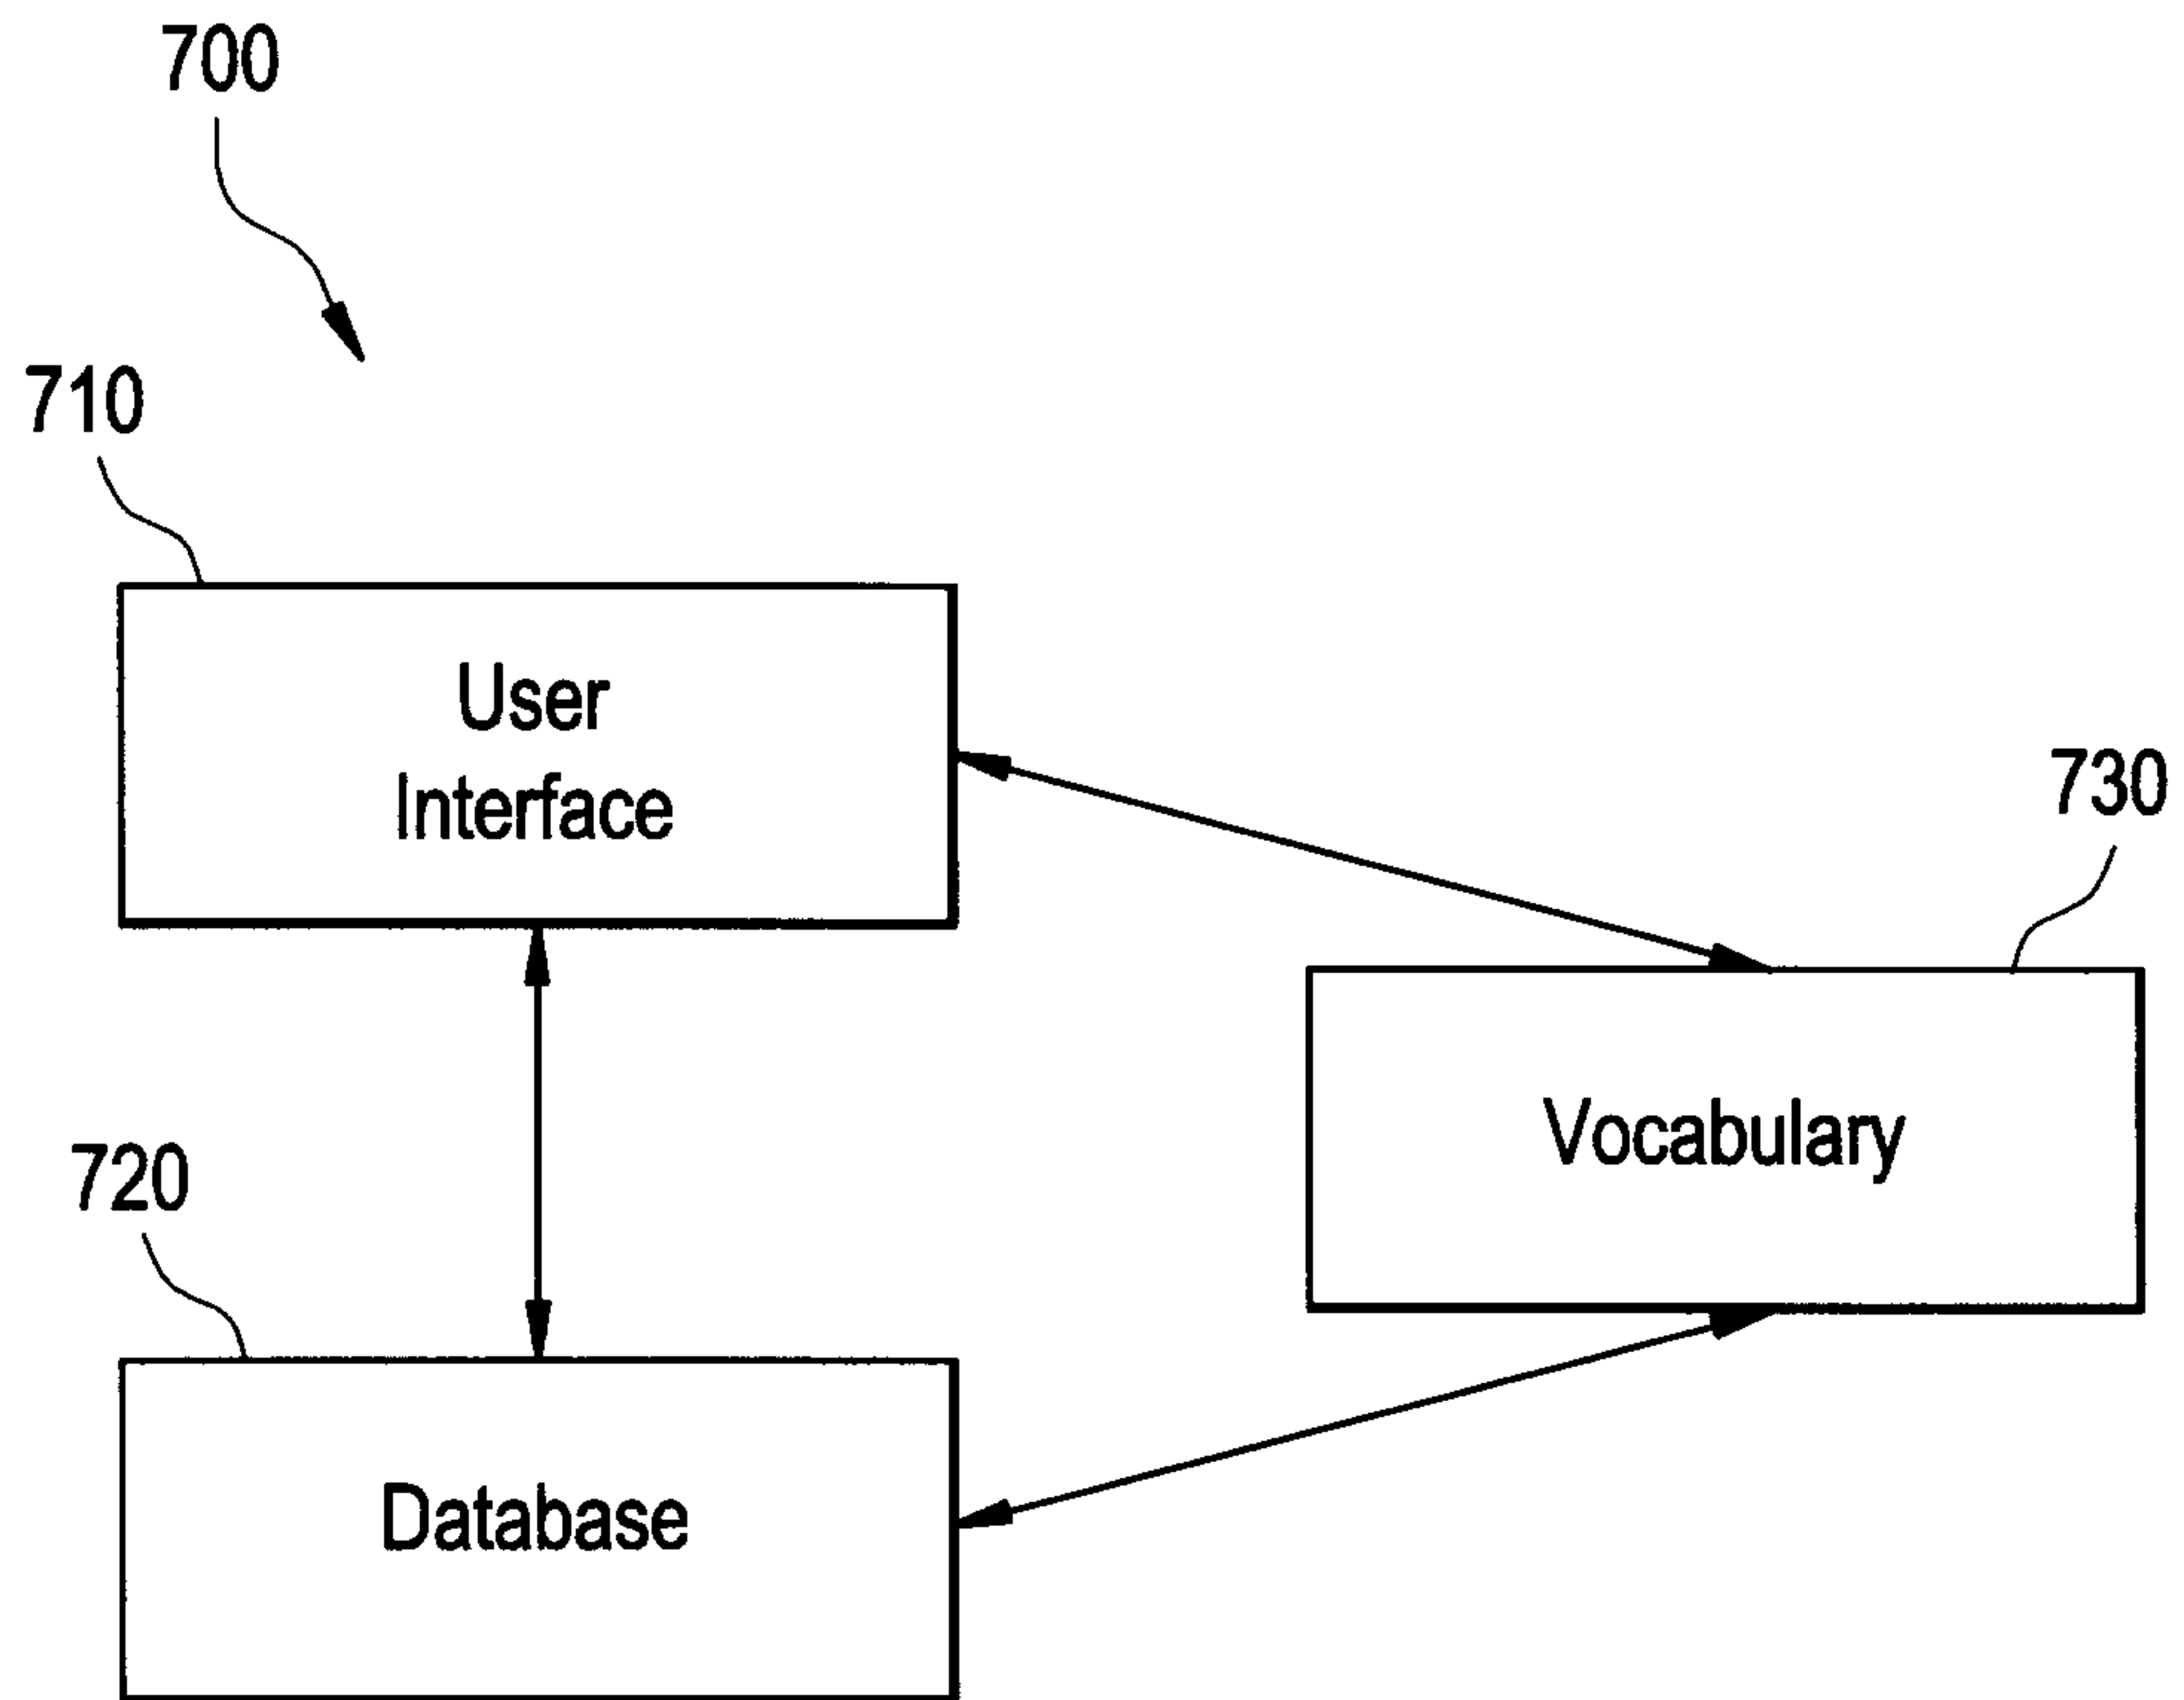 700
710
User
Interface
730
Vocabulary
720
Database